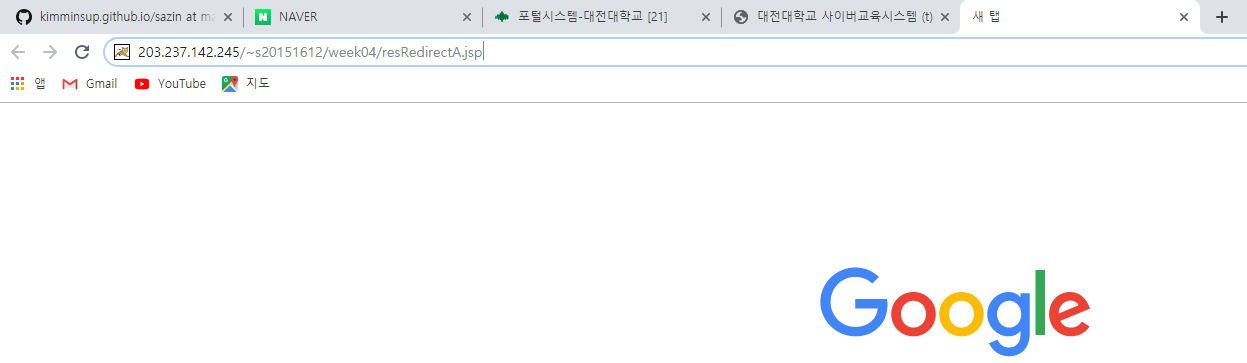 kimminsup.github.io/sazin at ma
NAVER
포털시스템-대전대학교 [21]
대전대학교 사이버교육시스템 (t)
새 탭
203.237.142.245/~s20151612/week04/resRedirectA.jsp
앱
Gmail
YouTube
지도
Google